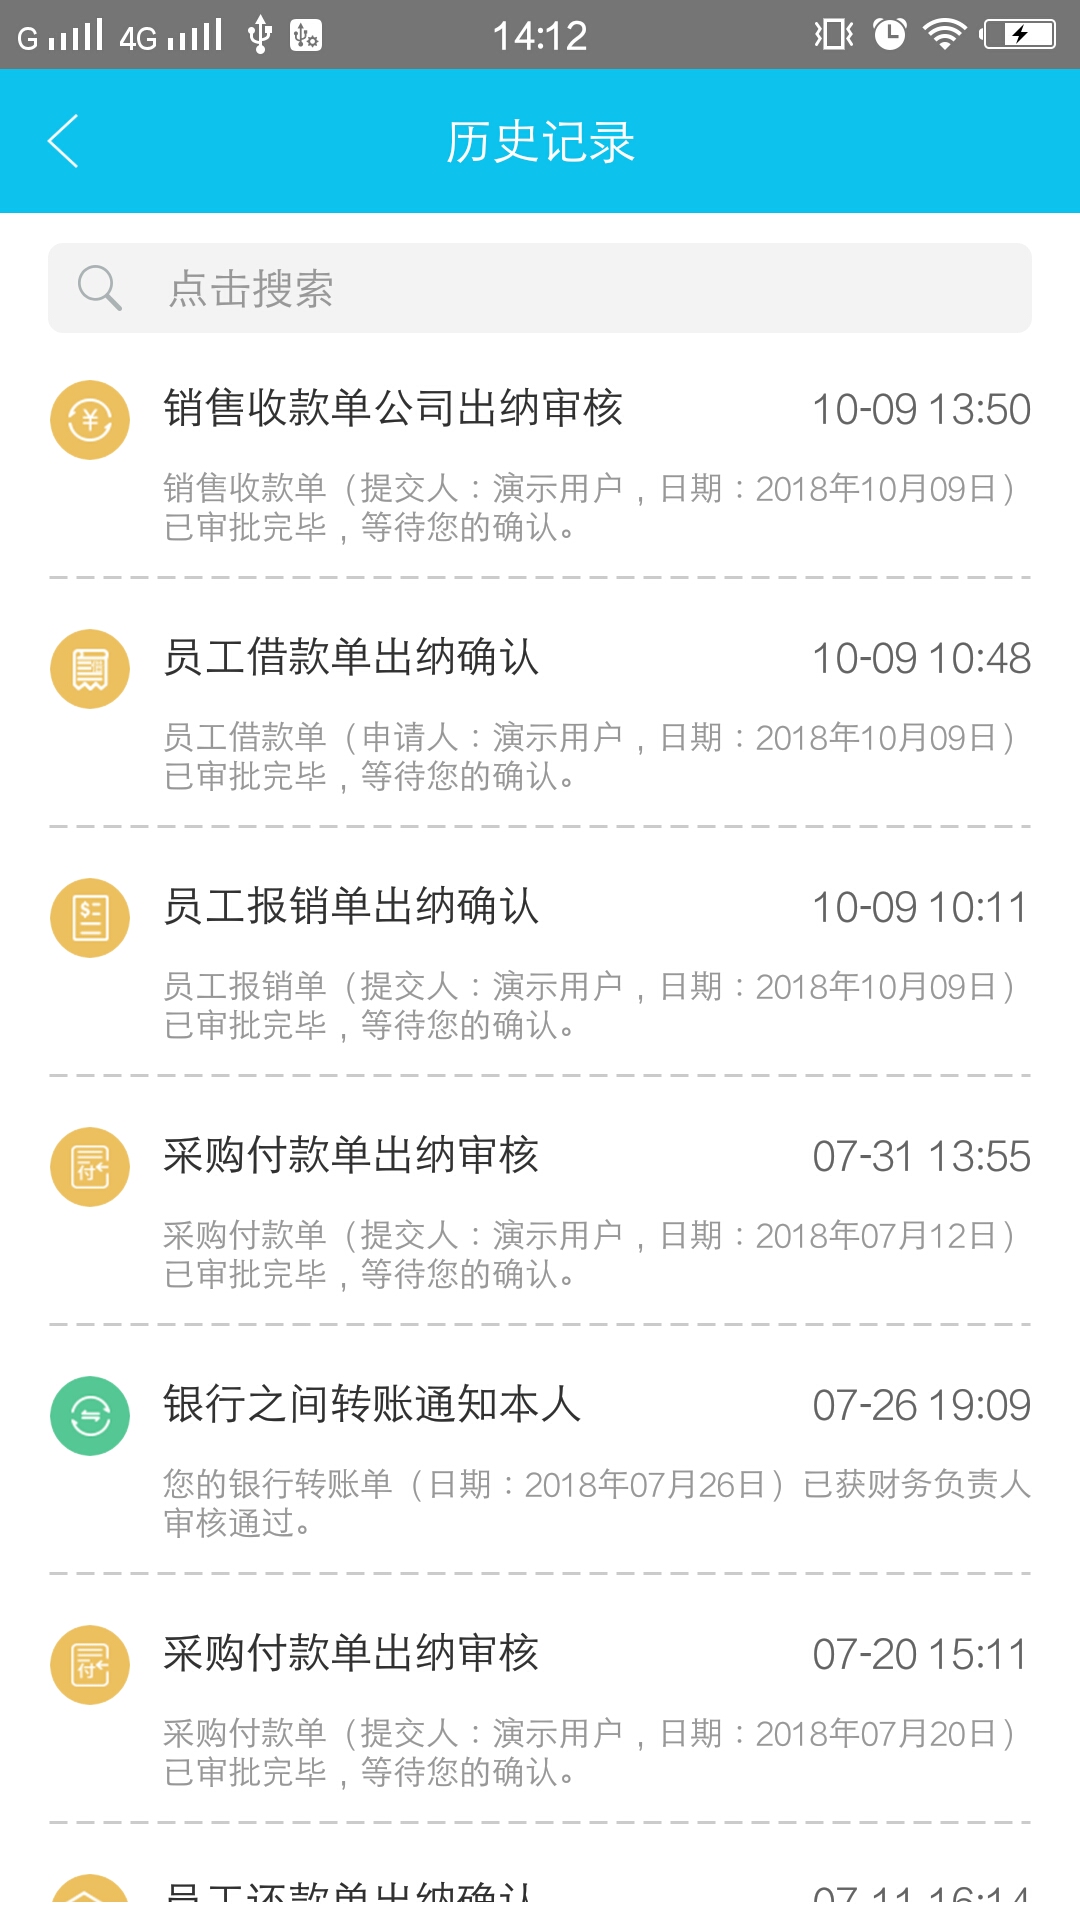 G 4G 14:12
历史记录
点击搜索
销售收款单公司出纳审核 10-09 13:50
销售收款单（提交人：演示用户，日期：2018年10月09日）
已审批完毕，等待您的确认。
员工借款单出纳确认 10-09 10:48
员工借款单（申请人：演示用户，日期：2018年10月09日）
已审批完毕，等待您的确认。
员工报销单出纳确认 10-09 10:11
员工报销单（提交人：演示用户，日期：2018年10月09日）
已审批完毕，等待您的确认。
付
采购付款单出纳审核 07-31 13:55
采购付款单（提交人：演示用户，日期：2018年07月12日）
已审批完毕，等待您的确认。
银行之间转账通知本人 07-26 19:09
您的银行转账单（日期：2018年07月26日）已获财务负责人
审核通过。
付
采购付款单出纳审核 07-20 15:11
采购付款单（提交人：演示用户，日期：2018年07月20日）
已审批完毕，等待您的确认。
员工还款单出纳确认 07-11 16:14